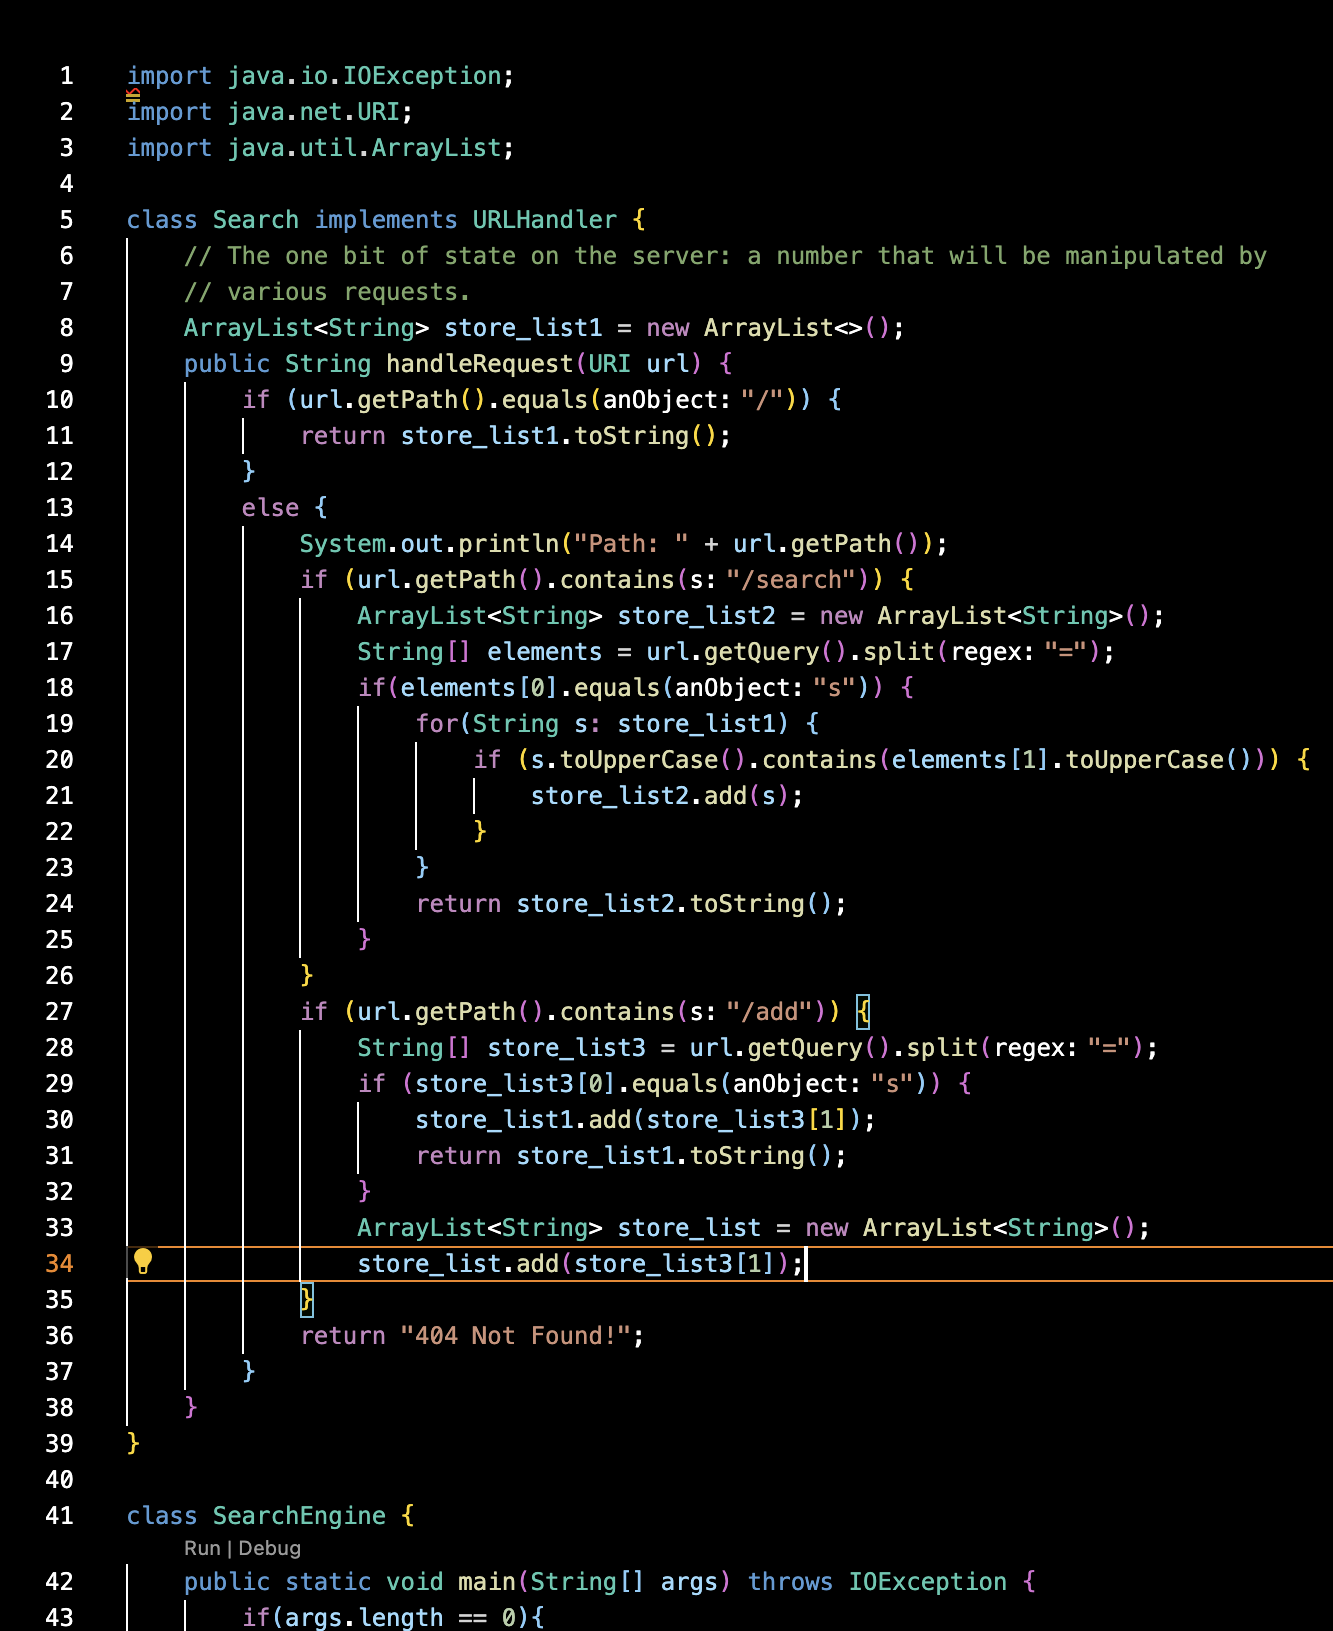 1 import java.io.IOException;
2 import java.net.URI;
3 import java.util.ArrayList;
4
5 class Search implements URLHandler {
6 // The one bit of state on the server: a number that will be manipulated by
7 // various requests.
8 ArrayList<String> store_list1 = new ArrayList<>();
9 public String handleRequest(URI url) {
10 if (url.getPath().equals(anObject: "/")) {
11 return store_list1.toString();
12 }
13 else {
14 System.out.println("Path: " + url.getPath());
15 if (url.getPath().contains(s: "/search")) {
16 ArrayList<String> store_list2 = new ArrayList<String>();
17 String[] elements = url.getQuery().split(regex: "=");
18 if(elements[0].equals(anObject: "s")) {
19 for(String s: store_list1) {
20 if (s.toUpperCase().contains(elements[1].toUpperCase())) {
21 store_list2.add(s);
22 }
23 }
24 return store_list2.toString();
25 }
26 }
27 if (url.getPath().contains(s: "/add")) {
28 String[] store_list3 = url.getQuery().split(regex: "=");
29 if (store_list3[0].equals(anObject: "s")) {
30 store_list1.add(store_list3[1]);
31 return store_list1.toString();
32 }
33 ArrayList<String> store_list = new ArrayList<String>();
34 store_list.add(store_list3[1]);
35 }
36 return "404 Not Found!";
37 }
38 }
39 }
40
41 class SearchEngine {
Run | Debug
42 public static void main(String[] args) throws IOException {
43 if(args.length == 0){